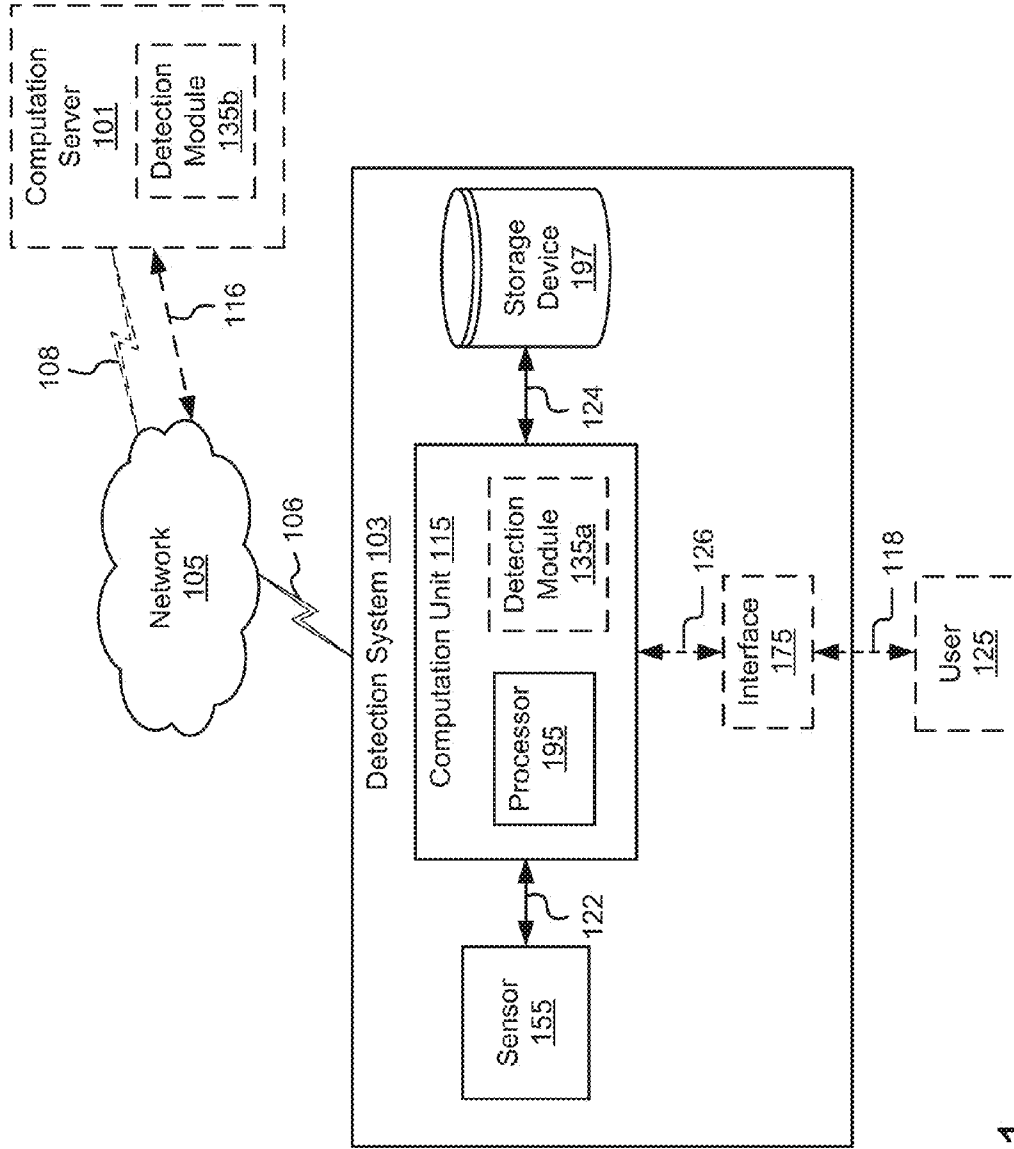 Computation
Server
101
Detection
Module
135b
108
116
Network
105
106
Detection System 103
Computation Unit 115
Processor
195
Detection
Module
135a
Sensor
155
122
124
Storage
Device
197
126
Interface
175
118
User
125
1